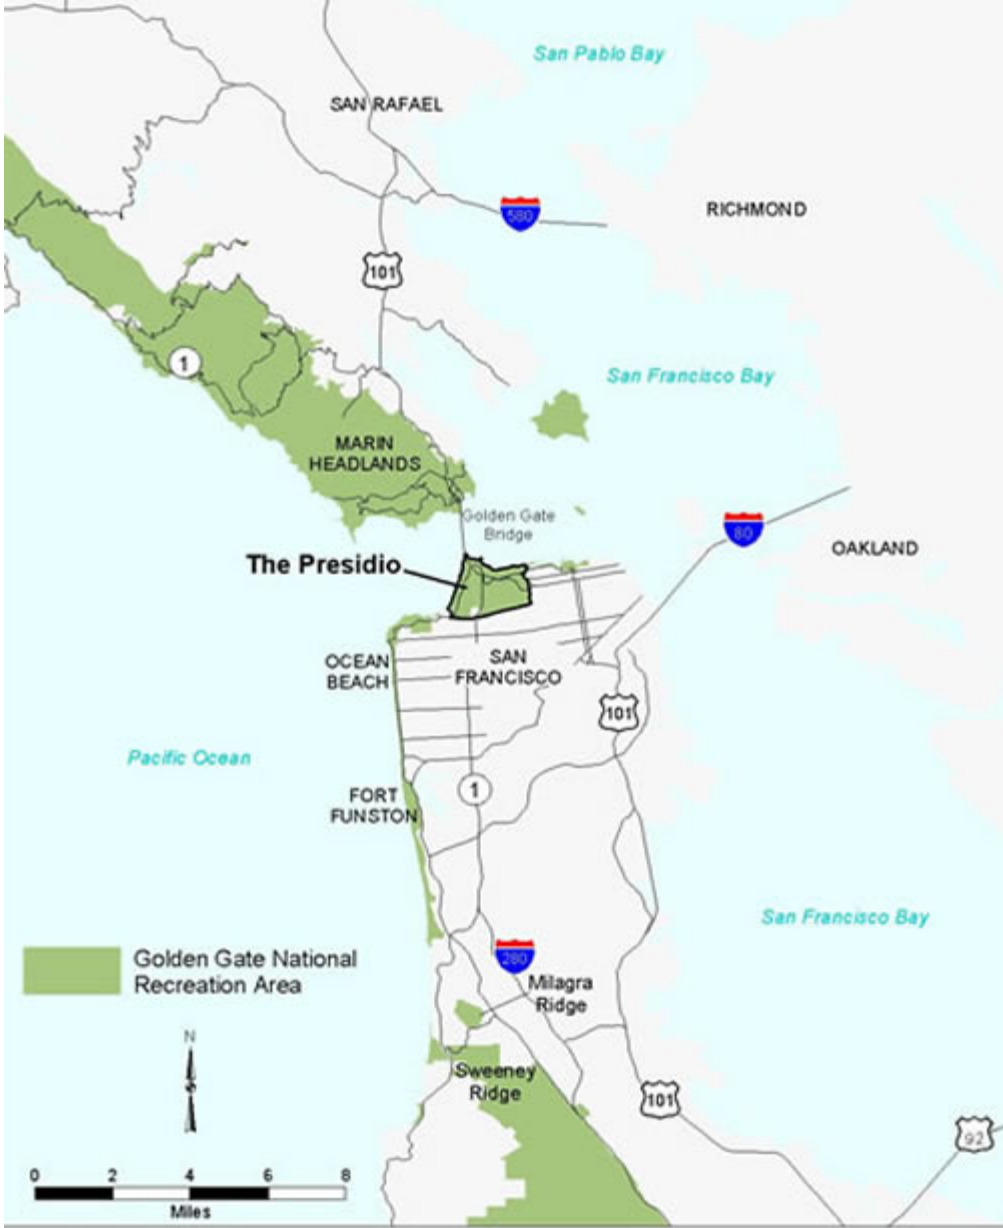 San Pablo Bay
SAN RAFAEL
580
RICHMOND
101
1
San Francisco Bay
MARIN
HEADLANDS
Golden Gate
Bridge
80
OAKLAND
The Presidio
OCEAN
BEACH
SAN
FRANCISCO
101
Pacific Ocean
1
FORT
FUNSTON
San Francisco Bay
Golden Gate National
Recreation Area
280
Milagra
Ridge
N
Sweeney
Ridge
101
92
0 2 4 6 8
Miles